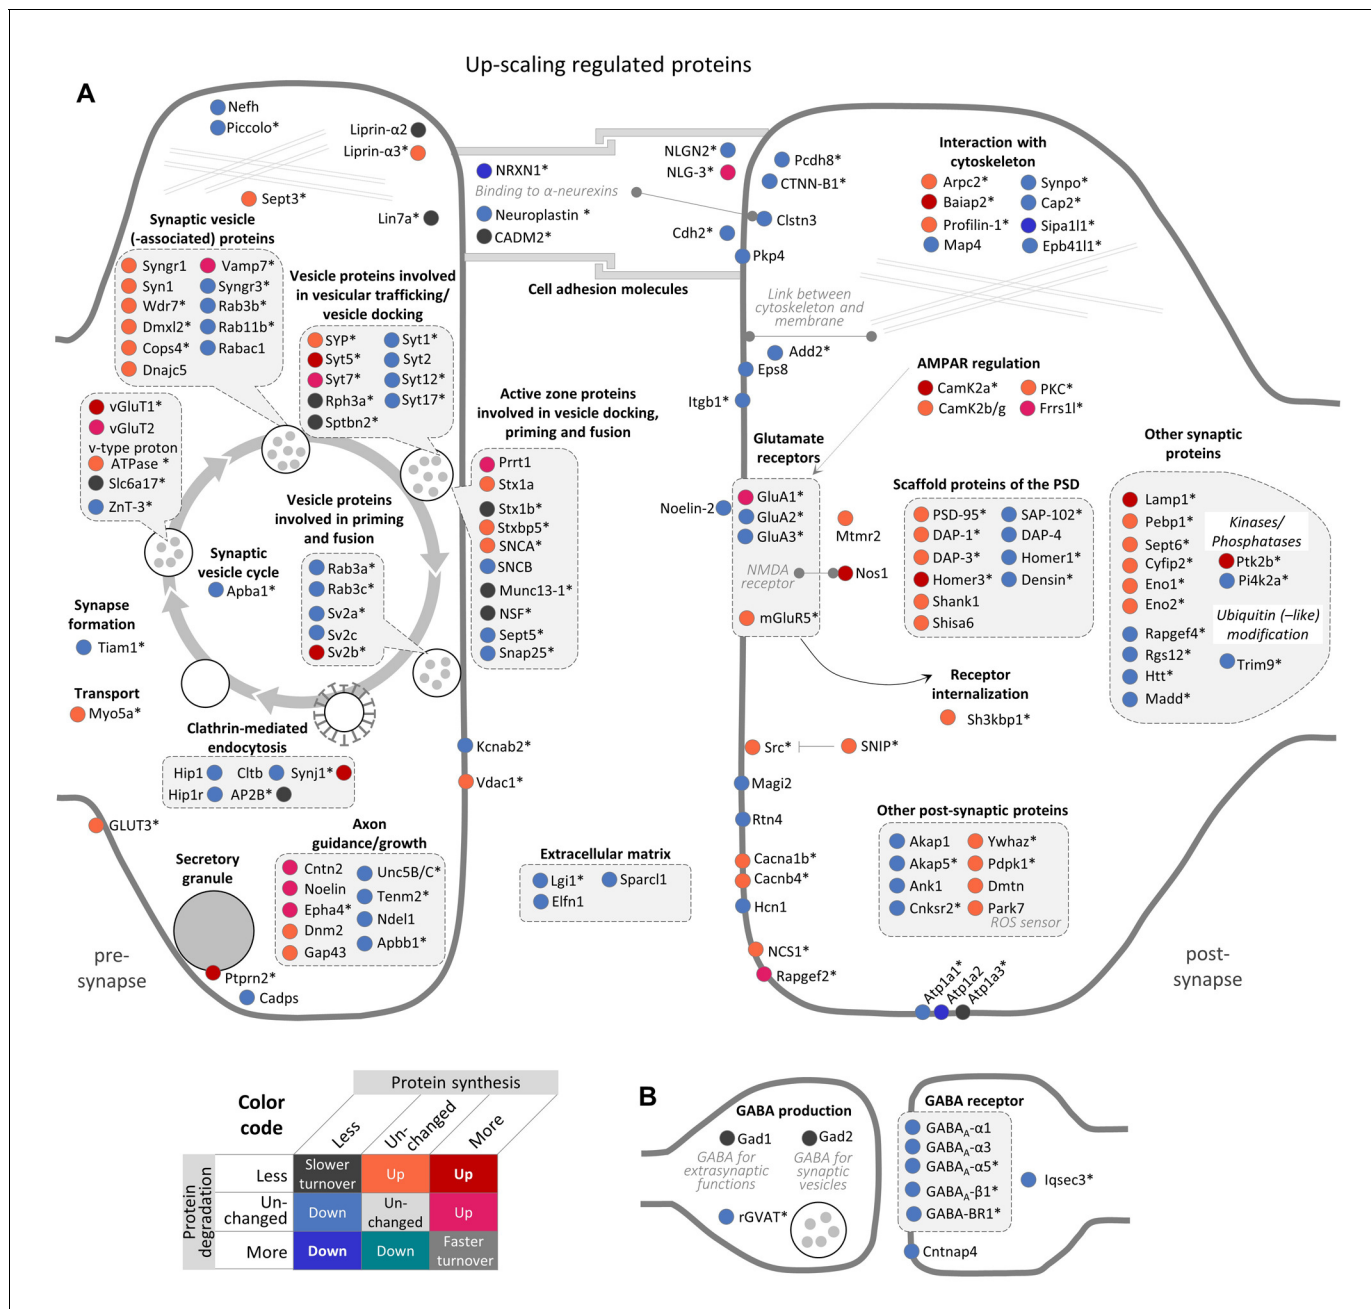 Up-scaling regulated proteins
A
Nefh
Piccolo*
Liprin-α2
Liprin-α3*
Sept3*
Lin7a*
Synaptic vesicle
(-associated) proteins
Syngr1
Syn1
Wdr7*
Dmxl2*
Cops4*
Dnajc5
Vamp7*
Syngr3*
Rab3b*
Rab11b*
Rabac1
Vesicle proteins involved
in vesicular trafficking/
vesicle docking
SYP*
Syt5*
Syt7*
Rph3a*
Sptbn2*
Syt1*
Syt2
Syt12*
Syt17*
vGluT1*
vGluT2
v-type proton
ATPase *
Slc6a17*
ZnT-3*
Active zone proteins
involved in vesicle docking,
priming and fusion
Prrt1
Stx1a
Stx1b*
Stxbp5*
SNCA*
SNCB
Munc13-1*
NSF*
Sept5*
Snap25*
Vesicle proteins
involved in priming
and fusion
Rab3a*
Rab3c*
Sv2a*
Sv2c
Sv2b*
Synaptic
vesicle cycle
Apba1*
Synapse
formation
Tiam1*
Transport
Myo5a*
Clathrin-mediated
endocytosis
Hip1
Cltb
Synj1*
Hip1r
AP2B*
Kcnab2*
Vdac1*
GLUT3*
Secretory
granule
Ptprn2*
Cadps
pre-
synapse
Axon
guidance/growth
Cntn2
Noelin
Epha4*
Dnm2
Gap43
Unc5B/C*
Tenm2*
Ndel1
Apbb1*
NRXN1*
Binding to α-neurexins
Neuroplastin *
CADM2*
NLGN2*
NLG-3*
Cdh2*
Cell adhesion molecules
Pcdh8*
CTNN-B1*
Clstn3
Pkp4
Link between
cytoskeleton and
membrane
Add2*
Eps8
Itgb1*
Interaction with
cytoskeleton
Arpc2*
Baiap2*
Profilin-1*
Map4
Synpo*
Cap2*
Sipa1l1*
Epb41l1*
AMPAR regulation
CamK2a*
CamK2b/g
PKC*
Frrs1l*
Glutamate
receptors
Noelin-2
GluA1*
GluA2*
GluA3*
NMDA
receptor
mGluR5*
Mtmr2
Nos1
Scaffold proteins of the PSD
PSD-95*
DAP-1*
DAP-3*
Homer3*
Shank1
Shisa6
SAP-102*
DAP-4
Homer1*
Densin*
Other synaptic
proteins
Lamp1*
Pebp1*
Sept6*
Cyfip2*
Eno1*
Eno2*
Rapgef4*
Rgs12*
Htt*
Madd*
Kinases/
Phosphatases
Ptk2b*
Pi4k2a*
Ubiquitin (–like)
modification
Trim9*
Receptor
internalization
Sh3kbp1*
Src*
SNIP*
Magi2
Rtn4
Cacna1b*
Cacnb4*
Hcn1
NCS1*
Rapgef2*
Other post-synaptic proteins
Akap1
Akap5*
Ank1
Cnksr2*
Ywhaz*
Pdpk1*
Dmtn
Park7
ROS sensor
Extracellular matrix
Lgi1*
Sparcl1
Elfn1
Atp1a1*
Atp1a2
Atp1a3*
post-
synapse
Color
code
Protein synthesis
Less
Un-
changed
More
Protein
degradation
Less
Slower
turnover
Up
Up
Un-
changed
Down
Un-
changed
Up
More
Down
Down
Faster
turnover
B
GABA production
Gad1
GABA for
extrasynaptic
functions
Gad2
GABA for
synaptic
vesicles
rGVAT*
GABA receptor
GABAA-α1
GABAA-α3
GABAA-α5*
GABAA-β1*
GABA-BR1*
Iqsec3*
Cntnap4